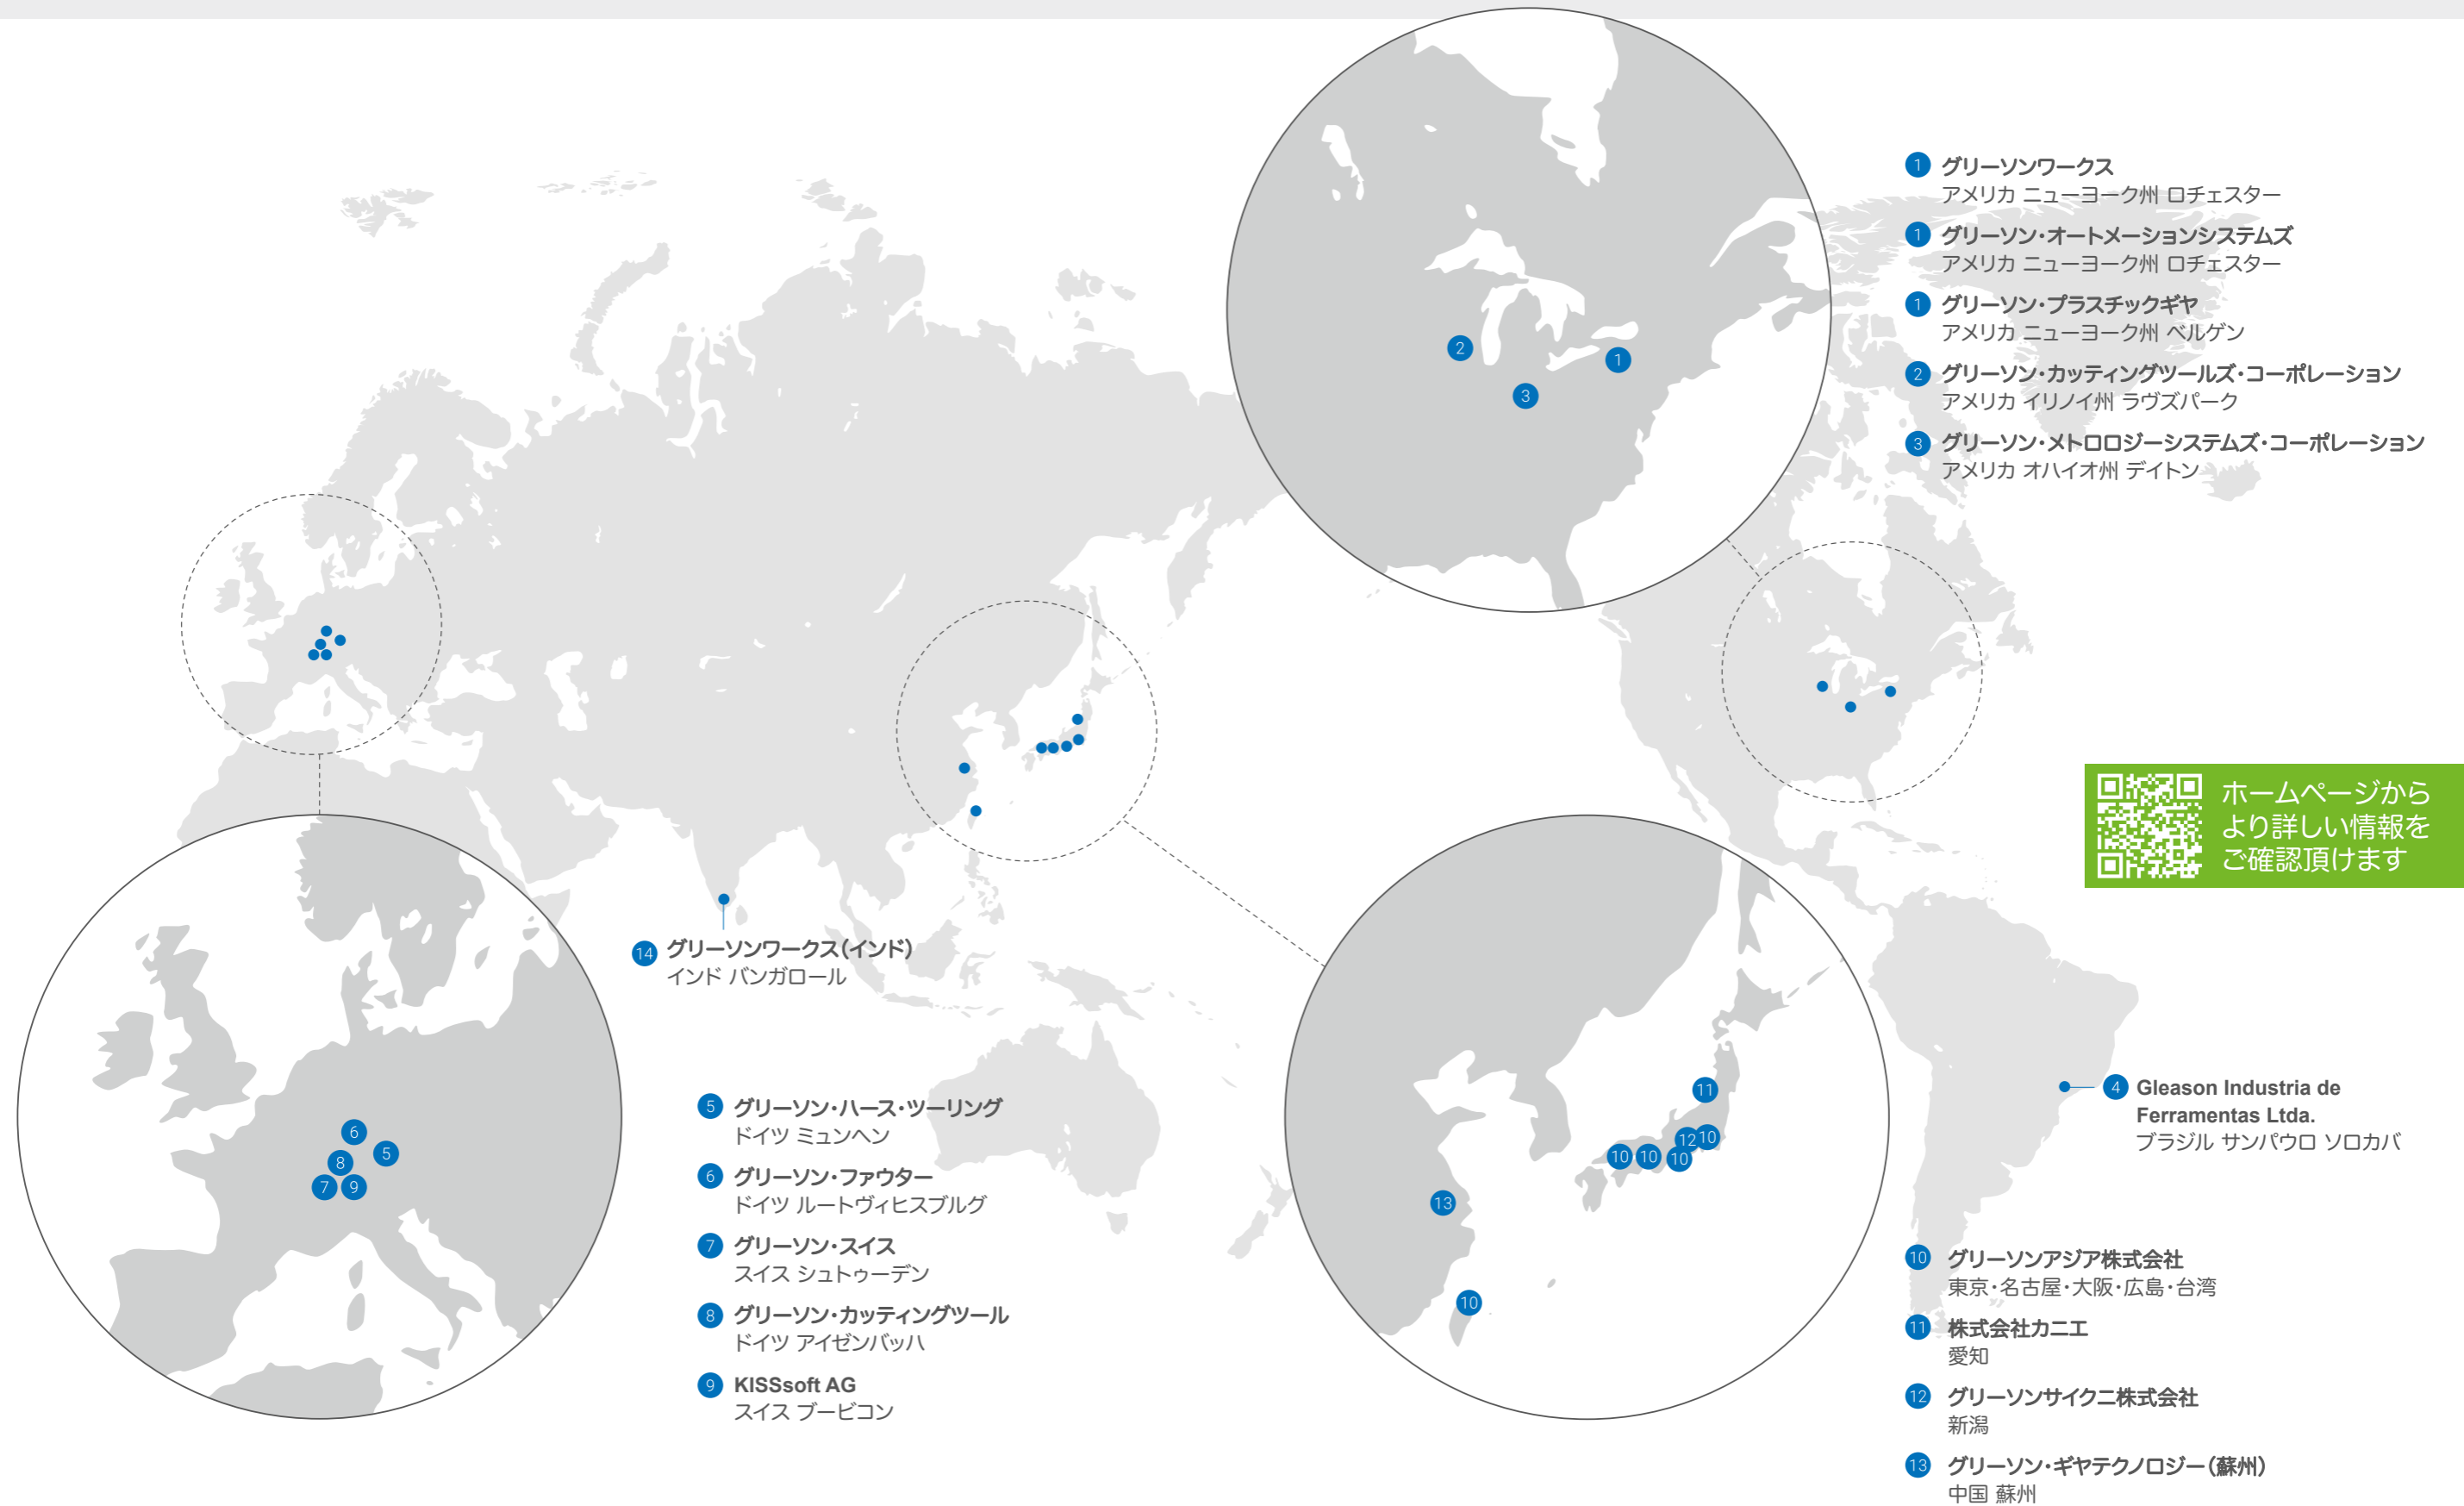 1 グリーソンワークス
アメリカ ニューヨーク州 ロチェスター
1 グリーソン・オートメーションシステムズ
アメリカ ニューヨーク州 ロチェスター
1 グリーソン・プラスチックギヤ
アメリカ ニューヨーク州 ベルゲン
2 グリーソン・カッティングツールズ・コーポレーション
アメリカ イリノイ州 ラヴズパーク
3 グリーソン・メトロロジーシステムズ・コーポレーション
アメリカ オハイオ州 デイトン
2
1
3
ホームページから
より詳しい情報を
ご確認頂けます
14 グリーソンワークス（インド）
インド バンガロール
4 Gleason Industria de
Ferramentas Ltda.
ブラジル サンパウロ ソロカバ
6
5
8
7 9
5 グリーソン・ハース・ツーリング
ドイツ ミュンヘン
6 グリーソン・ファウター
ドイツ ルートヴィヒスブルグ
7 グリーソン・スイス
スイス シュトゥーデン
8 グリーソン・カッティングツール
ドイツ アイゼンバッハ
9 KISSsoft AG
スイス ブービコン
11
12 10
10 10 10
13
10
10 グリーソンアジア株式会社
東京・名古屋・大阪・広島・台湾
11 株式会社カニエ
愛知
12 グリーソンサイクニ株式会社
新潟
13 グリーソン・ギヤテクノロジー（蘇州）
中国 蘇州